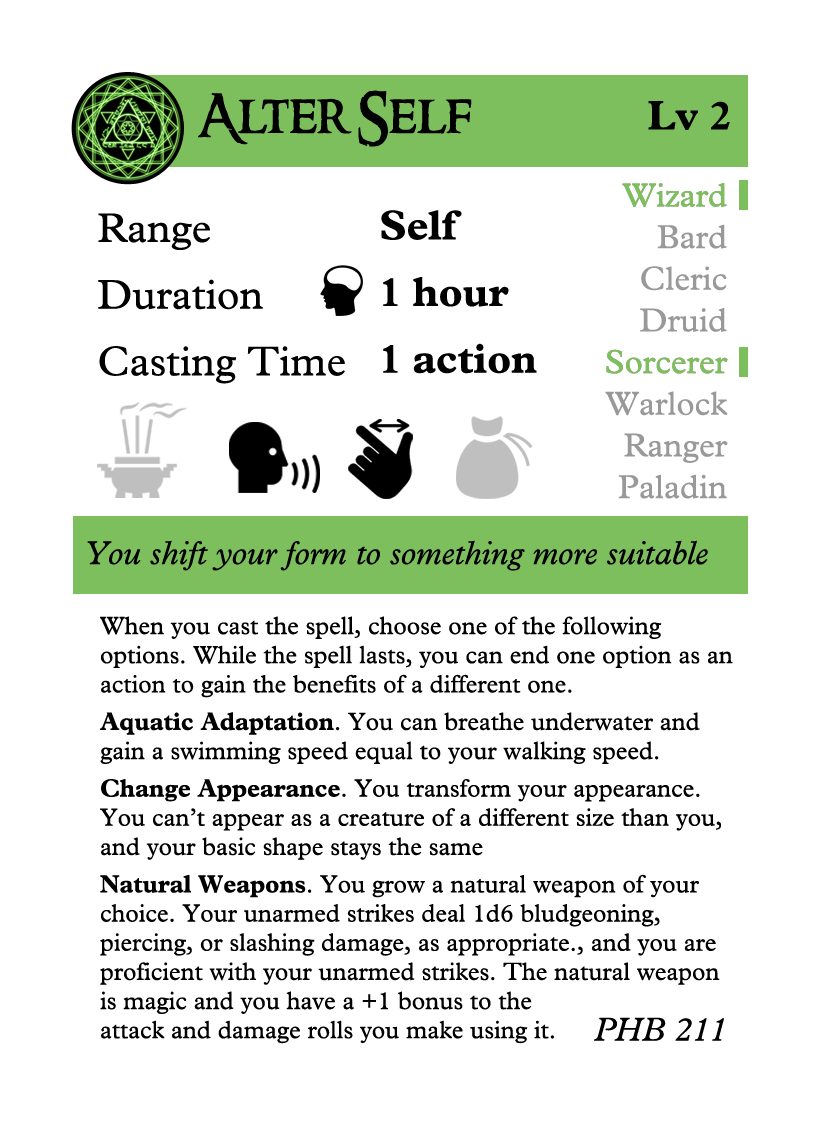 Alter Self
Lv 2
Range Self
Duration 1 hour
Casting Time 1 action
Wizard
Bard
Cleric
Druid
Sorcerer
Warlock
Ranger
Paladin
You shift your form to something more suitable
When you cast the spell, choose one of the following
options. While the spell lasts, you can end one option as an
action to gain the benefits of a different one.
Aquatic Adaptation. You can breathe underwater and
gain a swimming speed equal to your walking speed.
Change Appearance. You transform your appearance.
You can’t appear as a creature of a different size than you,
and your basic shape stays the same
Natural Weapons. You grow a natural weapon of your
choice. Your unarmed strikes deal 1d6 bludgeoning,
piercing, or slashing damage, as appropriate., and you are
proficient with your unarmed strikes. The natural weapon
is magic and you have a +1 bonus to the
attack and damage rolls you make using it.
PHB 211